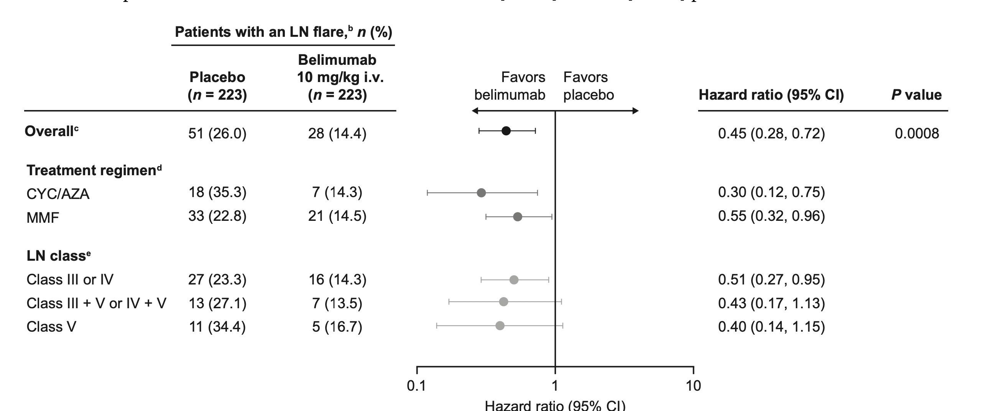 Patients with an LN flare,ᵇ n (%)
Placebo
(n = 223)
Belimumab
10 mg/kg i.v.
(n = 223)
Favors
belimumab
Favors
placebo
Hazard ratio (95% CI)
P value
Overallᶜ 51 (26.0) 28 (14.4) 0.45 (0.28, 0.72) 0.0008
Treatment regimenᵈ
CYC/AZA 18 (35.3) 7 (14.3) 0.30 (0.12, 0.75)
MMF 33 (22.8) 21 (14.5) 0.55 (0.32, 0.96)
LN classᵉ
Class III or IV 27 (23.3) 16 (14.3) 0.51 (0.27, 0.95)
Class III + V or IV + V 13 (27.1) 7 (13.5) 0.43 (0.17, 1.13)
Class V 11 (34.4) 5 (16.7) 0.40 (0.14, 1.15)
0.1 1 10
Hazard ratio (95% CI)